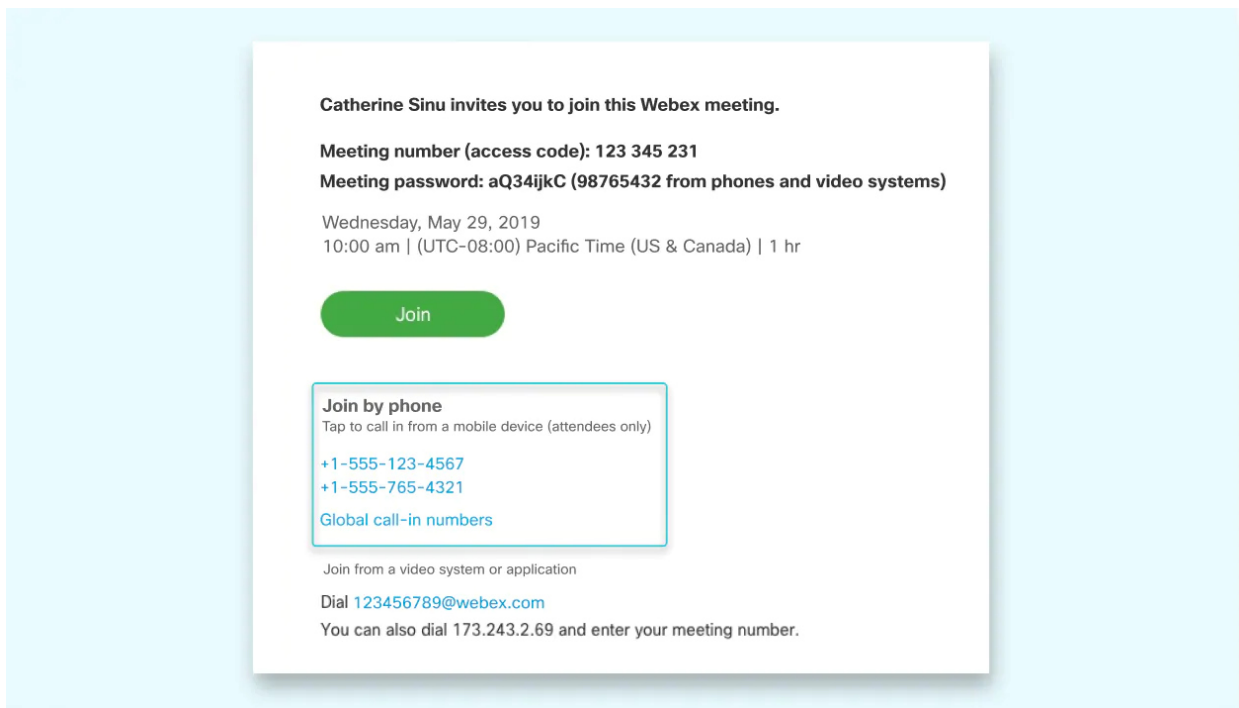 Catherine Sinu invites you to join this Webex meeting.
Meeting number (access code): 123 345 231
Meeting password: aQ34ijkC (98765432 from phones and video systems)
Wednesday, May 29, 2019
10:00 am | (UTC-08:00) Pacific Time (US & Canada) | 1 hr
Join
Join by phone
Tap to call in from a mobile device (attendees only)
+1-555-123-4567
+1-555-765-4321
Global call-in numbers
Join from a video system or application
Dial 123456789@webex.com
You can also dial 173.243.2.69 and enter your meeting number.